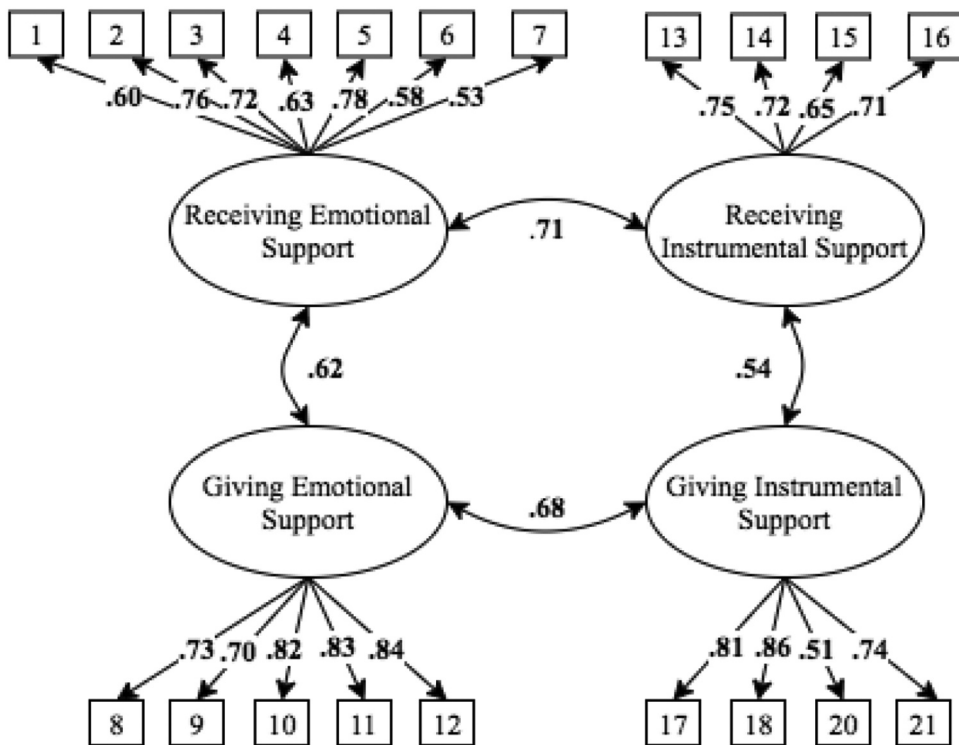 1 2 3 4 5 6 7 13 14 15 16
.60 .76 .72 .63 .78 .58 .53 .75 .72 .65 .71
Receiving Emotional
Support
Receiving
Instrumental Support
.71
.62
.54
Giving Emotional
Support
Giving Instrumental
Support
.68
.73 .70 .82 .83 .84 .81 .86 .51 .74
8 9 10 11 12 17 18 20 21